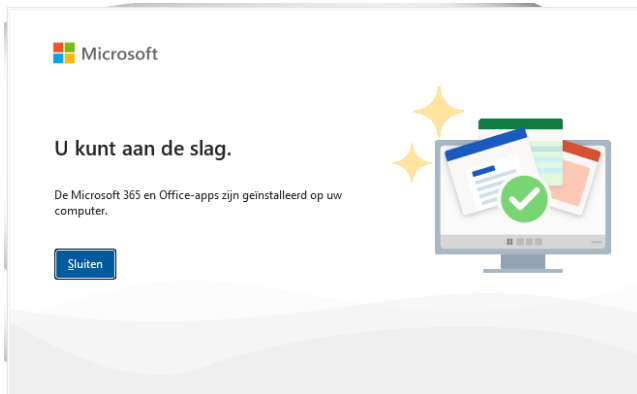 Microsoft
U kunt aan de slag.
De Microsoft 365 en Office-apps zijn geïnstalleerd op uw
computer.
Sluiten